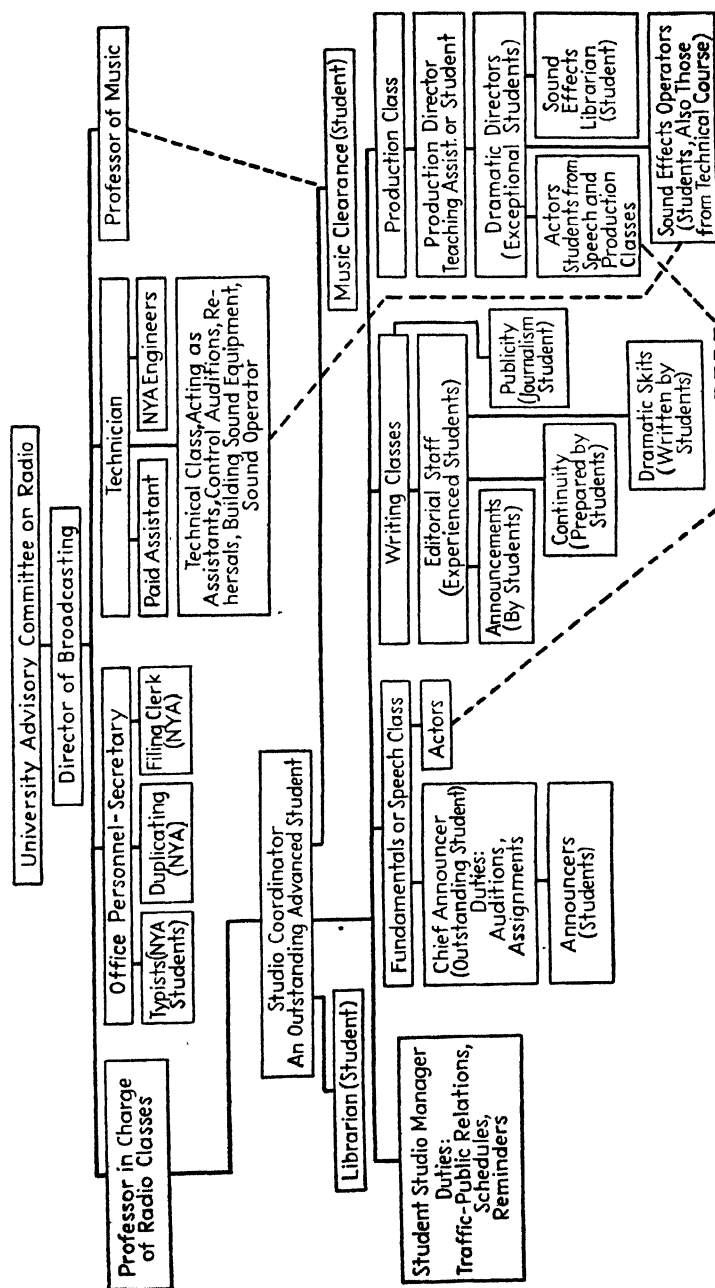 University Advisory Committee on Radio
Director of Broadcasting
Professor in Charge
of Radio Classes
Office Personnel-Secretary
Typists (NYA
Students)
Duplicating
(NYA)
Filing Clerk
(NYA)
Technician
Paid Assistant
NYA Engineers
Technical Class, Acting as
Assistants, Control Auditions, Re-
hersals, Building Sound Equipment,
Sound Operator
Professor of Music
Studio Coordinator
An Outstanding Advanced Student
Librarian (Student)
Music Clearance (Student)
Student Studio Manager
Duties:
Traffic-Public Relations,
Schedules,
Reminders
Fundamentals or Speech Class
Chief Announcer
(Outstanding Student)
Duties:
Auditions,
Assignments
Actors
Announcers
(Students)
Writing Classes
Editorial Staff
(Experienced Students)
Publicity
(Journalism
Student)
Announcements
(By Students)
Continuity
(Prepared by
Students)
Dramatic Skits
(Written by
Students)
Production Class
Production Director
Teaching Assist. or Student
Dramatic Directors
(Exceptional Students)
Actors
Students from
Speech and
Production
Classes
Sound
Effects
Librarian
(Student)
Sound Effects Operators
(Students, Also Those
from Technical Course)